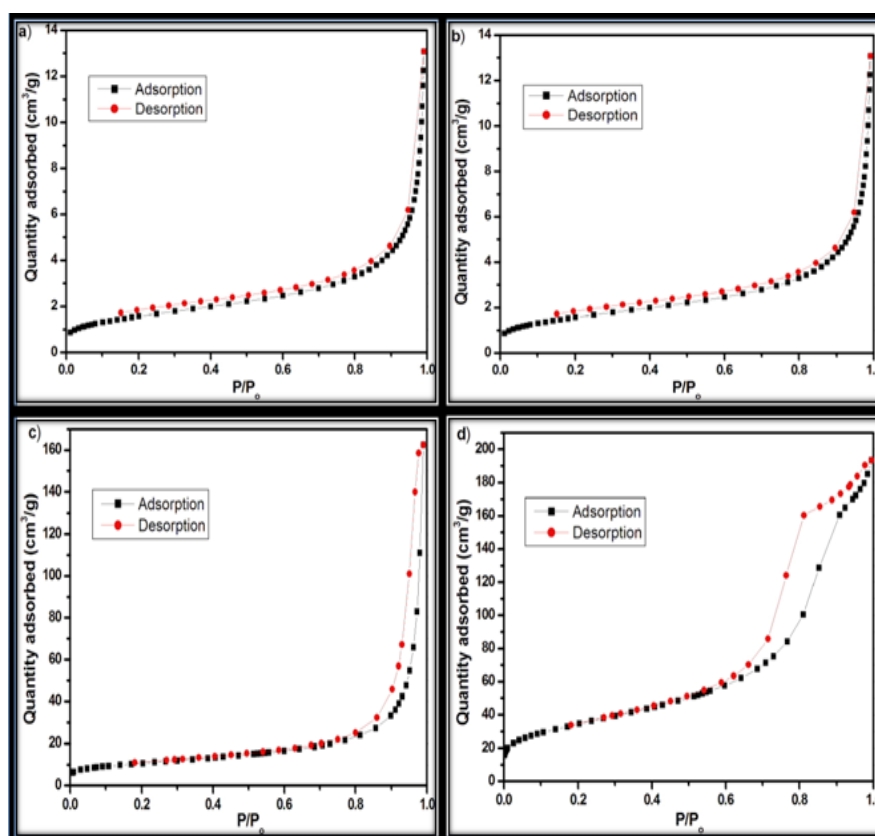 a)
14
12
10
8
6
4
2
0
Quantity adsorbed (cm³/g)
Adsorption
Desorption
0.0 0.2 0.4 0.6 0.8 1.0
P/Pₒ
b)
14
12
10
8
6
4
2
0
Quantity adsorbed (cm³/g)
Adsorption
Desorption
0.0 0.2 0.4 0.6 0.8 1.
P/Pₒ
c)
160
140
120
100
80
60
40
20
0
Quantity adsorbed (cm³/g)
Adsorption
Desorption
0.0 0.2 0.4 0.6 0.8 1.0
P/Pₒ
d)
200
180
160
140
120
100
80
60
40
20
0
Quantity adsorbed (cm³/g)
Adsorption
Desorption
0.0 0.2 0.4 0.6 0.8 1.0
P/Pₒ